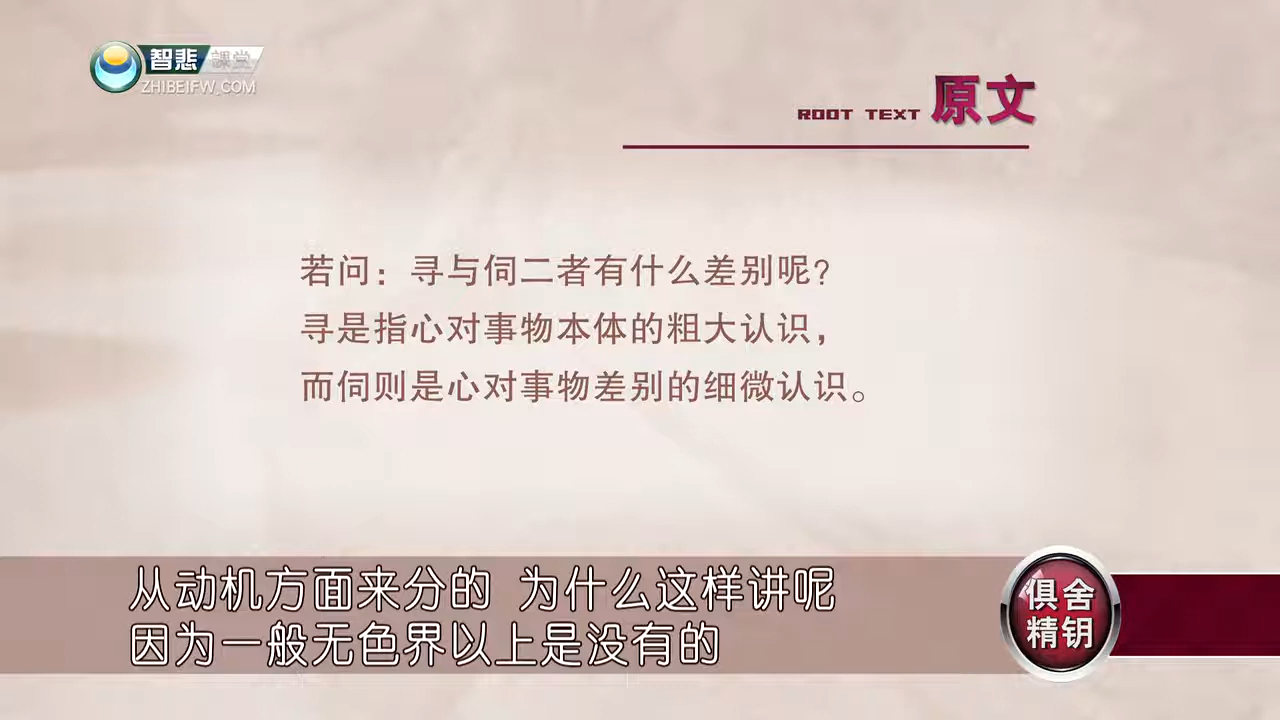 智悲課堂
ZHIBEIFW.COM
ROOT TEXT 原文
若问：寻与伺二者有什么差别呢？
寻是指心对事物本体的粗大认识，
而伺则是心对事物差别的细微认识。
从动机方面来分的 为什么这样讲呢
因为一般无色界以上是没有的
俱舍
精钥